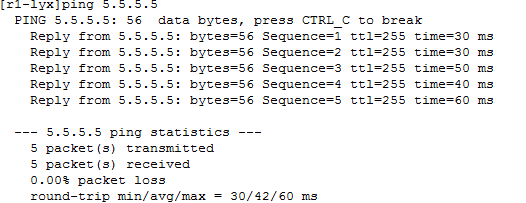 [r1-lyx]ping 5.5.5.5
PING 5.5.5.5: 56  data bytes, press CTRL_C to break
Reply from 5.5.5.5: bytes=56 Sequence=1 ttl=255 time=30 ms
Reply from 5.5.5.5: bytes=56 Sequence=2 ttl=255 time=30 ms
Reply from 5.5.5.5: bytes=56 Sequence=3 ttl=255 time=50 ms
Reply from 5.5.5.5: bytes=56 Sequence=4 ttl=255 time=40 ms
Reply from 5.5.5.5: bytes=56 Sequence=5 ttl=255 time=60 ms
--- 5.5.5.5 ping statistics ---
5 packet(s) transmitted
5 packet(s) received
0.00% packet loss
round-trip min/avg/max = 30/42/60 ms